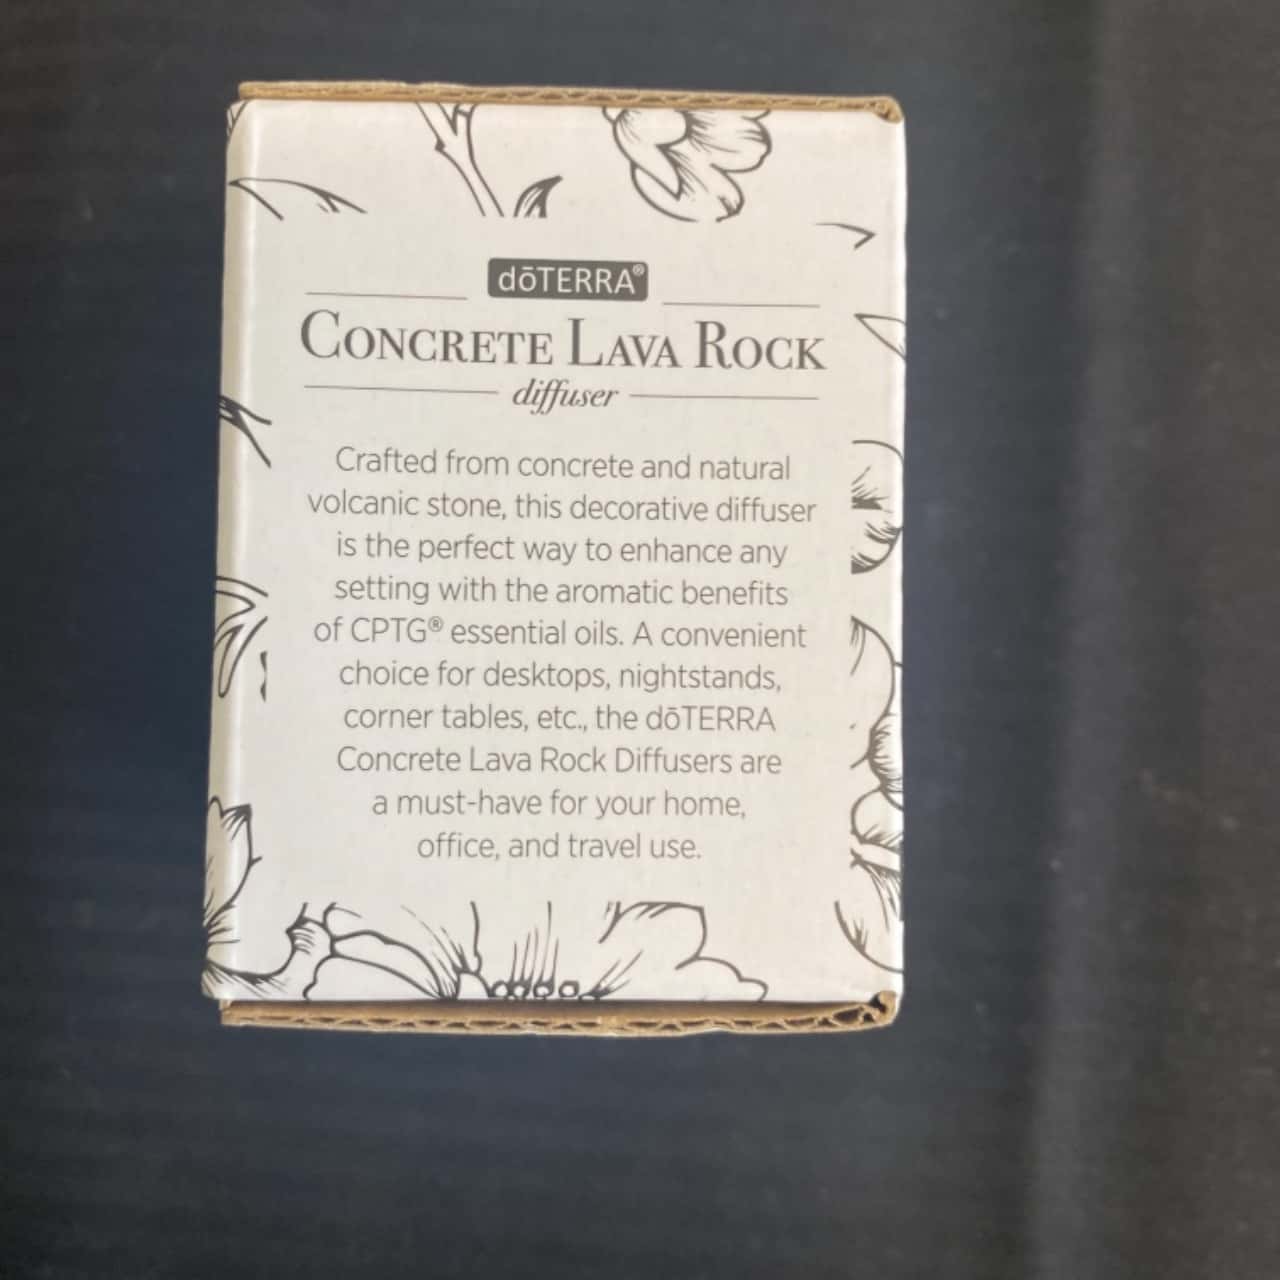 dōTERRA®
CONCRETE LAVA ROCK
diffuser
Crafted from concrete and natural
volcanic stone, this decorative diffuser
is the perfect way to enhance any
setting with the aromatic benefits
of CPTG® essential oils. A convenient
choice for desktops, nightstands,
corner tables, etc., the dōTERRA
Concrete Lava Rock Diffusers are
a must-have for your home,
office, and travel use.